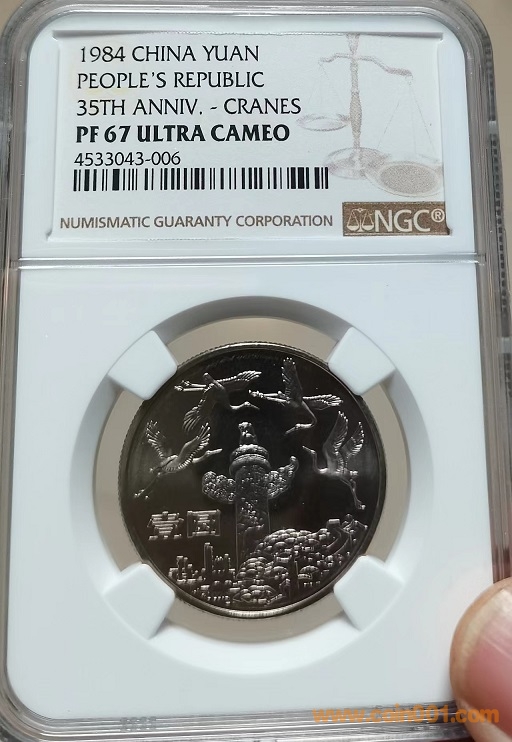 1984 CHINA YUAN
PEOPLE'S REPUBLIC
35TH ANNIV. - CRANES
PF 67 ULTRA CAMEO
4533043-006
NUMISMATIC GUARANTY CORPORATION NGC®
壹圆
www.coin001.com